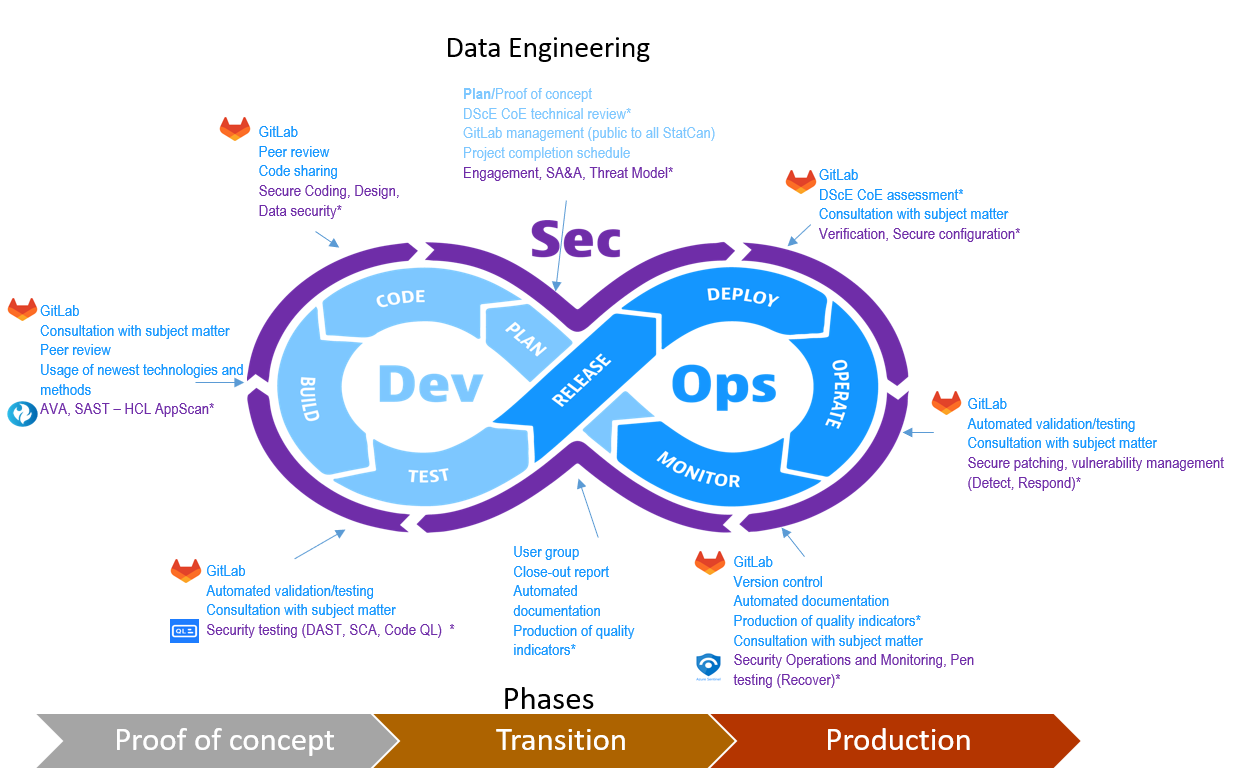 Data Engineering
Plan/Proof of concept
DScE CoE technical review*
GitLab management (public to all StatCan)
Project completion schedule
Engagement, SA&A, Threat Model*
GitLab
Peer review
Code sharing
Secure Coding, Design,
Data security*
GitLab
DScE CoE assessment*
Consultation with subject matter
Verification, Secure configuration*
Sec
GitLab
Consultation with subject matter
Peer review
Usage of newest technologies and
methods
AVA, SAST – HCL AppScan*
CODE
PLAN
BUILD
Dev
TEST
RELEASE
DEPLOY
Ops
OPERATE
MONITOR
GitLab
Automated validation/testing
Consultation with subject matter
Secure patching, vulnerability management
(Detect, Respond)*
GitLab
Automated validation/testing
Consultation with subject matter
QL
Security testing (DAST, SCA, Code QL) *
User group
Close-out report
Automated
documentation
Production of quality
indicators*
GitLab
Version control
Automated documentation
Production of quality indicators*
Consultation with subject matter
Security Operations and Monitoring, Pen
testing (Recover)*
Phases
Proof of concept
Transition
Production